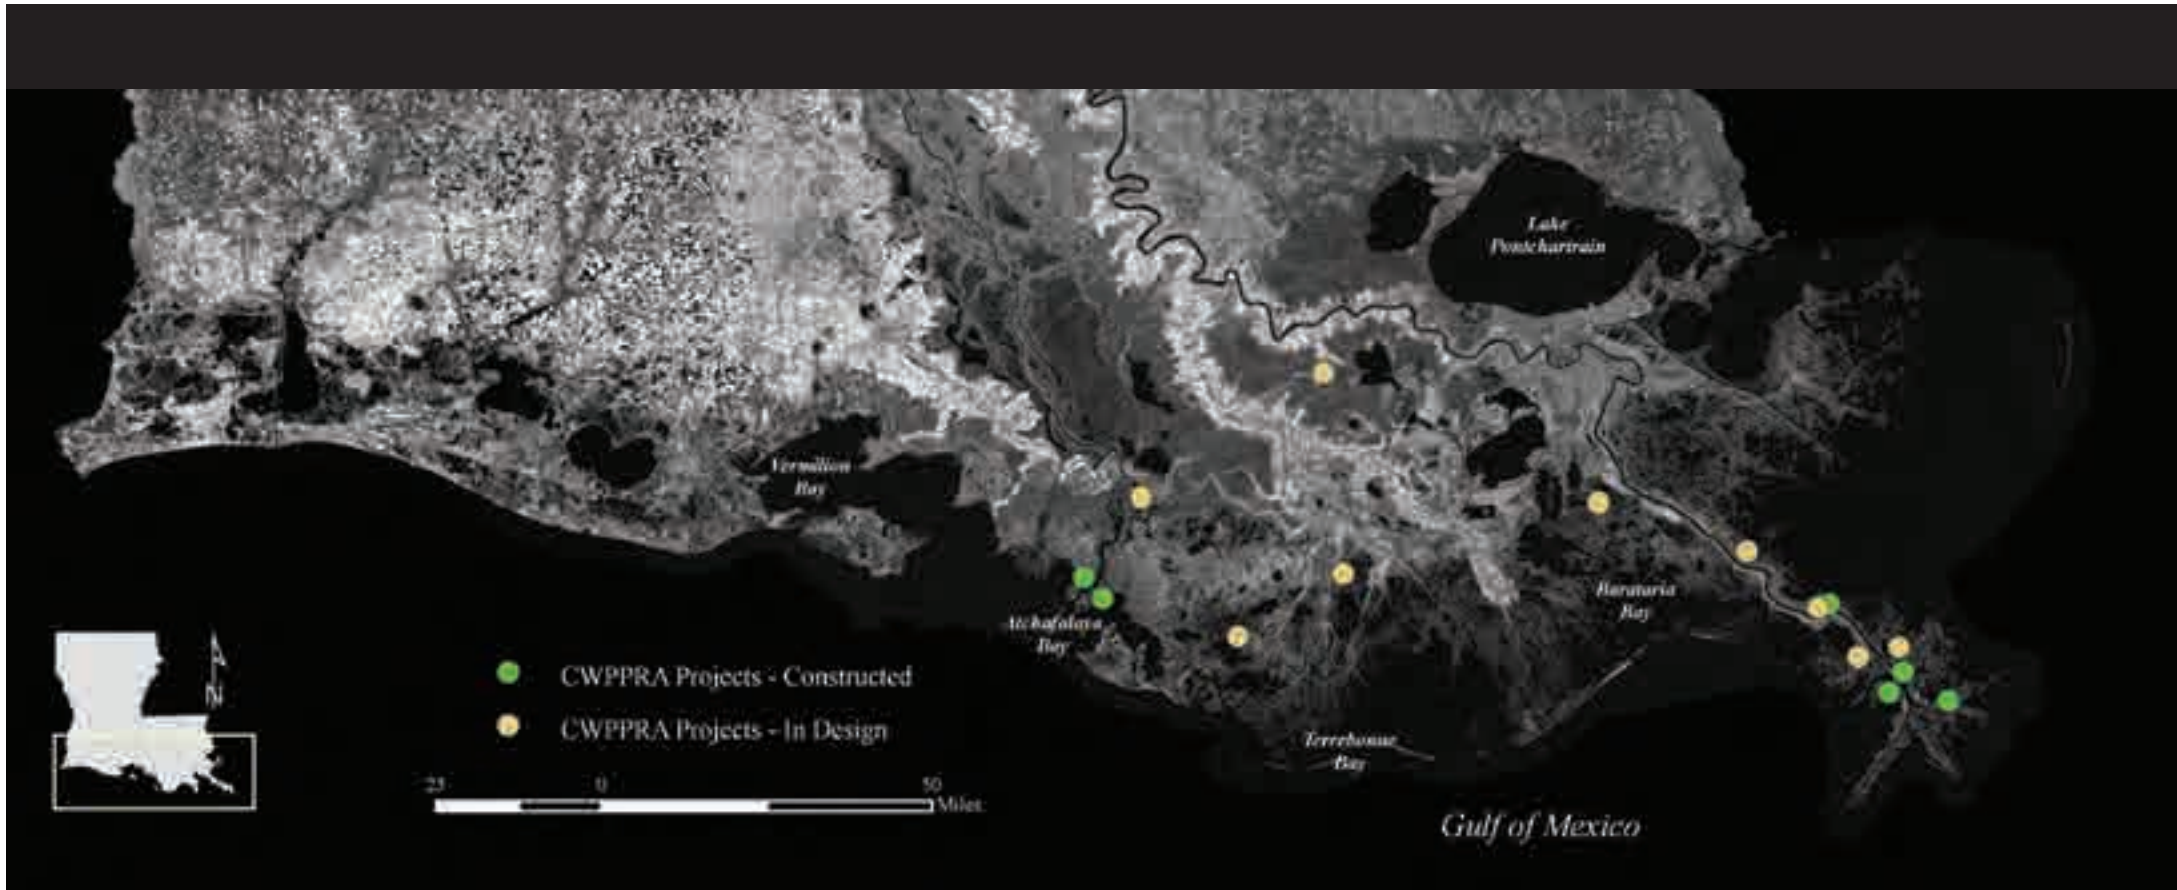 Lake
Pontchartrain
Vermilion
Bay
Atchafalaya
Bay
Barataria
Bay
Terrebonne
Bay
Gulf of Mexico
N
CWPPRA Projects - Constructed
CWPPRA Projects - In Design
25 0 50
Miles